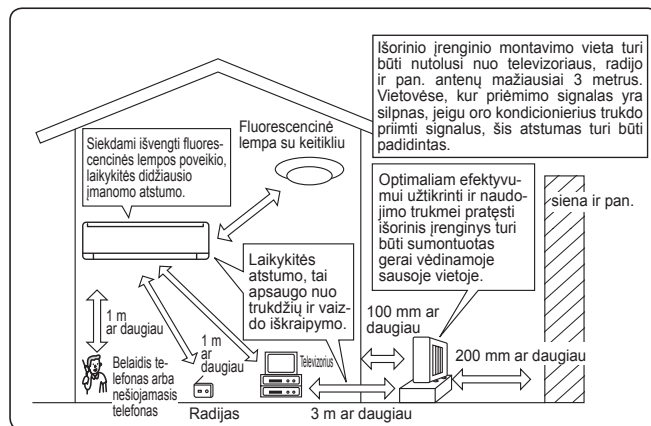 Išorinio įrenginio montavimo vieta turi
būti nutolusi nuo televizoriaus, radijo
ir pan. antenų mažiausiai 3 metrus.
Vietovėse, kur priėmimo signalas yra
silpnas, jeigu oro kondicionierius trukdo
priimti signalus, šis atstumas turi būti
padidintas.
Siekdami išvengti fluores-
cencinės lempos poveikio,
laikykitės didžiausio
įmanomo atstumo.
Fluorescencinė
lempa su keitikliu
Optimaliam efektyvu-
mui užtikrinti ir naudo-
jimo trukmei pratęsti
išorinis įrenginys turi
būti sumontuotas
gerai vėdinamoje
sausoje vietoje.
siena ir pan.
Laikykitės
atstumo, tai
apsaugo nuo
trukdžių ir vaiz-
do iškraipymo.
1 m
ar daugiau
1 m
ar
daugiau
100 mm ar
daugiau
200 mm ar daugiau
Belaidis te-
lefonas arba
nešiojamasis
telefonas
Radijas
Televizorius
3 m ar daugiau